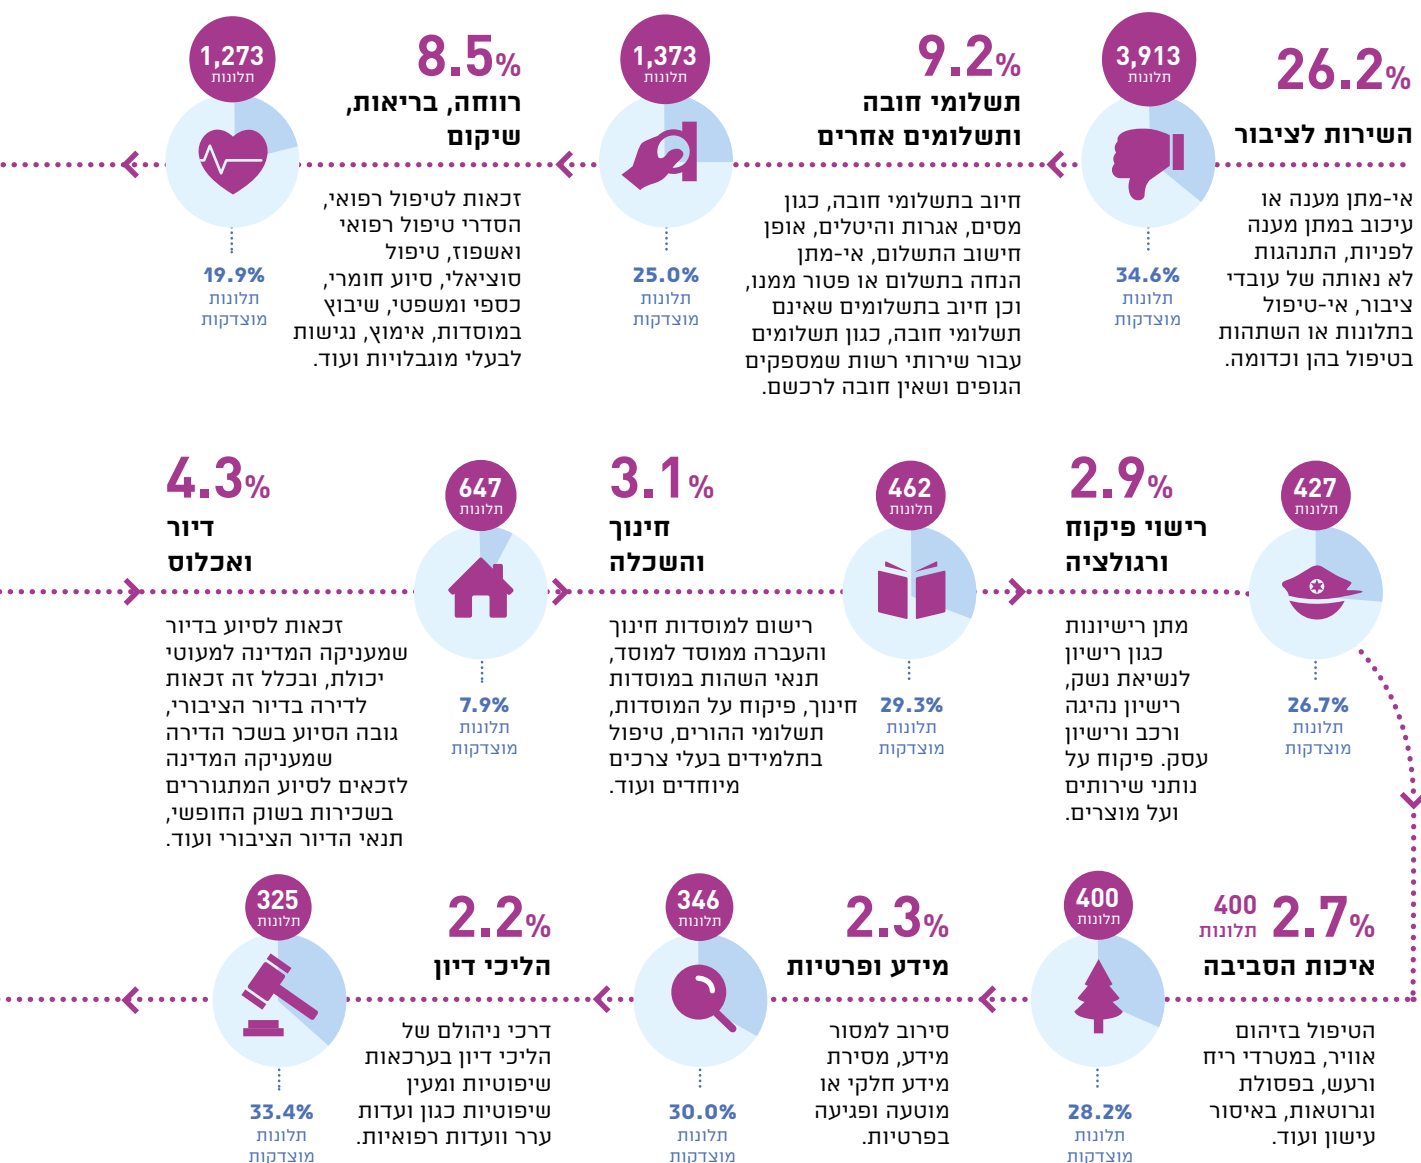 26.2%
השירות לציבור
אי-מתן מענה או
עיכוב במתן מענה
לפניות, התנהגות
לא נאותה של עובדי
ציבור, אי-טיפול
בתלונות או השתהות
בטיפול בהן וכדומה.
3,913
תלונות
34.6%
תלונות
מוצדקות
9.2%
תשלומי חובה
ותשלומים אחרים
חיוב בתשלומי חובה, כגון
מסים, אגרות והיטלים, אופן
חישוב התשלום, אי-מתן
הנחה בתשלום או פטור ממנו,
וכן חיוב בתשלומים שאינם
תשלומי חובה, כגון תשלומים
עבור שירותי רשות שמספקים
הגופים ושאין חובה לרכשם.
1,373
תלונות
25.0%
תלונות
מוצדקות
8.5%
רווחה, בריאות,
שיקום
זכאות לטיפול רפואי,
הסדרי טיפול רפואי
ואשפוז, טיפול
סוציאלי, סיוע חומרי,
כספי ומשפטי, שיבוץ
במוסדות, אימוץ, נגישות
לבעלי מוגבלויות ועוד.
1,273
תלונות
19.9%
תלונות
מוצדקות
4.3%
דיור
ואכלוס
זכאות לסיוע בדיור
שמעניקה המדינה למעוטי
יכולת, ובכלל זה זכאות
לדירה בדיור הציבורי,
גובה הסיוע בשכר הדירה
שמעניקה המדינה
לזכאים לסיוע המתגוררים
בשכירות בשוק החופשי,
תנאי הדיור הציבורי ועוד.
647
תלונות
7.9%
תלונות
מוצדקות
3.1%
חינוך
והשכלה
רישום למוסדות חינוך
והעברה ממוסד למוסד,
תנאי השהות במוסדות
חינוך, פיקוח על המוסדות,
תשלומי ההורים, טיפול
בתלמידים בעלי צרכים
מיוחדים ועוד.
462
תלונות
29.3%
תלונות
מוצדקות
2.9%
רישוי פיקוח
ורגולציה
מתן רישיונות
כגון רישיון
לנשיאת נשק,
רישיון נהיגה
ורכב ורישיון
עסק. פיקוח על
נותני שירותים
ועל מוצרים.
427
תלונות
26.7%
תלונות
מוצדקות
2.7%
400
תלונות
איכות הסביבה
הטיפול בזיהום
אוויר, במטרדי ריח
ורעש, בפסולת
וגרוטאות, באיסור
עישון ועוד.
400
תלונות
28.2%
תלונות
מוצדקות
2.3%
מידע ופרטיות
סירוב למסור
מידע, מסירת
מידע חלקי או
מוטעה ופגיעה
בפרטיות.
346
תלונות
30.0%
תלונות
מוצדקות
2.2%
הליכי דיון
דרכי ניהולם של
הליכי דיון בערכאות
שיפוטיות ומעין
שיפוטיות כגון ועדות
ערר וועדות רפואיות.
325
תלונות
33.4%
תלונות
מוצדקות